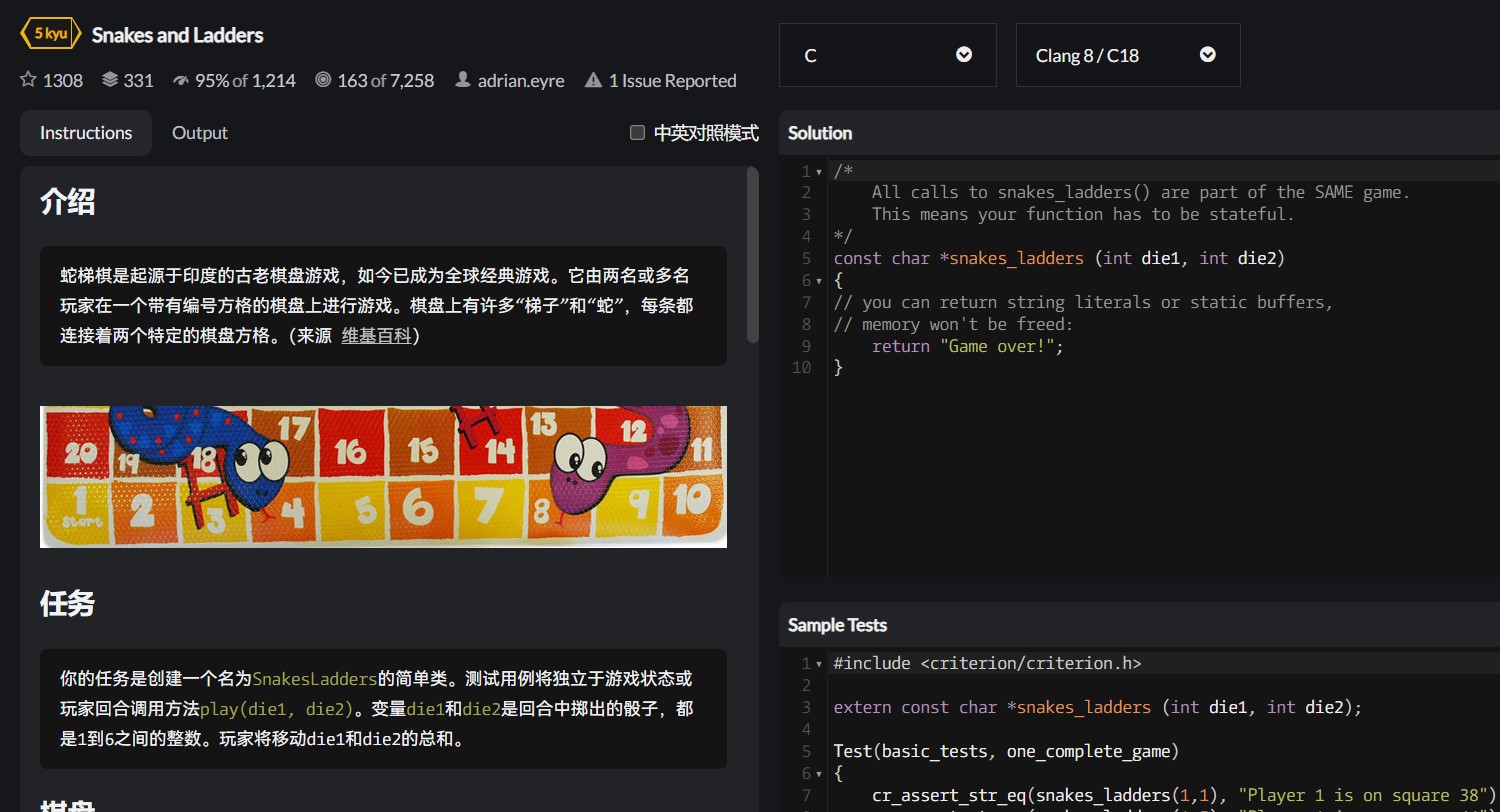 5 kyu Snakes and Ladders
1308 331 95% of 1,214 163 of 7,258 adrian.eyre 1 Issue Reported
Instructions Output 中英对照模式
介绍
蛇梯棋是起源于印度的古老棋盘游戏，如今已成为全球经典游戏。它由两名或多名
玩家在一个带有编号方格的棋盘上进行游戏。棋盘上有许多“梯子”和“蛇”，每条都
连接着两个特定的棋盘方格。(来源 维基百科)
20 19 18 17 16 15 14 13 12 11
1 2 3 4 5 6 7 8 9 10
start
任务
你的任务是创建一个名为SnakesLadders的简单类。测试用例将独立于游戏状态或
玩家回合调用方法play(die1, die2)。变量die1和die2是回合中掷出的骰子，都
是1到6之间的整数。玩家将移动die1和die2的总和。
棋盘
C Clang 8 / C18
Solution
1 /*
2 All calls to snakes_ladders() are part of the SAME game.
3 This means your function has to be stateful.
4 */
5 const char *snakes_ladders (int die1, int die2)
6 {
7 // you can return string literals or static buffers,
8 // memory won't be freed:
9 return "Game over!";
10 }
Sample Tests
1 #include <criterion/criterion.h>
2
3 extern const char *snakes_ladders (int die1, int die2);
4
5 Test(basic_tests, one_complete_game)
6 {
7 cr_assert_str_eq(snakes_ladders(1,1), "Player 1 is on square 38")